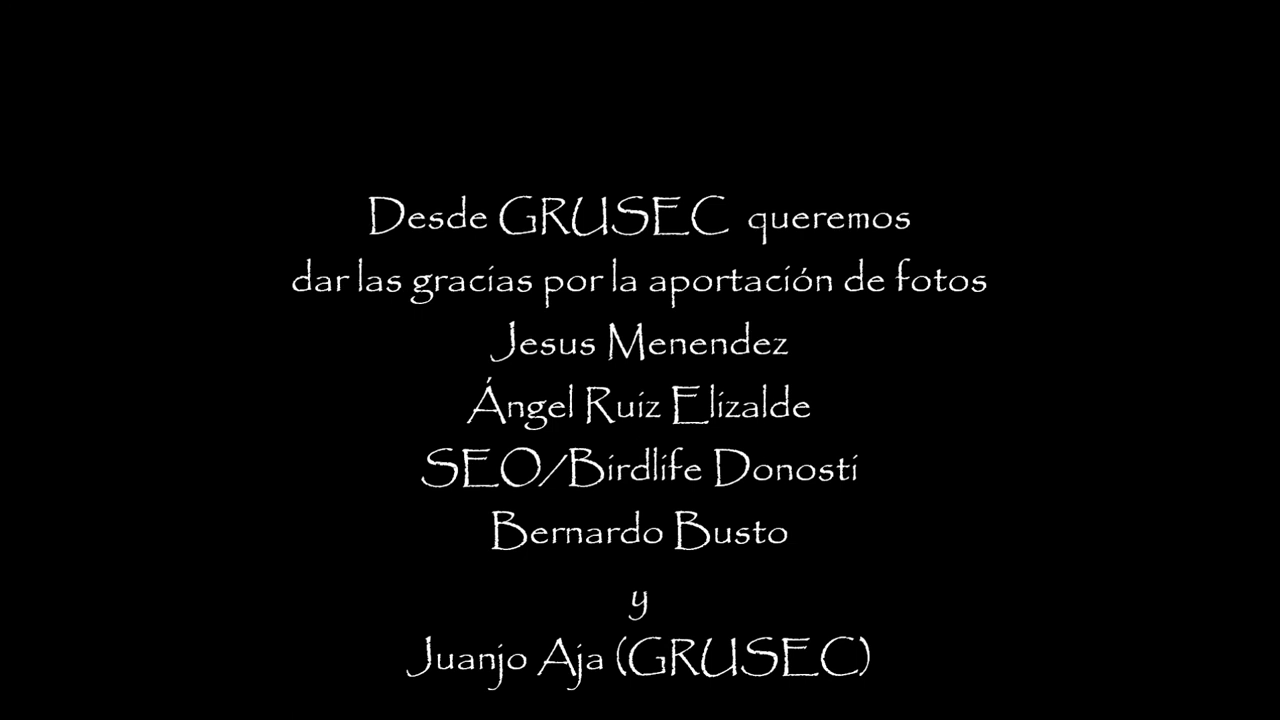 Desde GRUSEC queremos
dar las gracias por la aportación de fotos
Jesus Menendez
Ángel Ruiz Elizalde
SEO/Birdlife Donosti
Bernardo Busto
y
Juanjo Aja (GRUSEC)